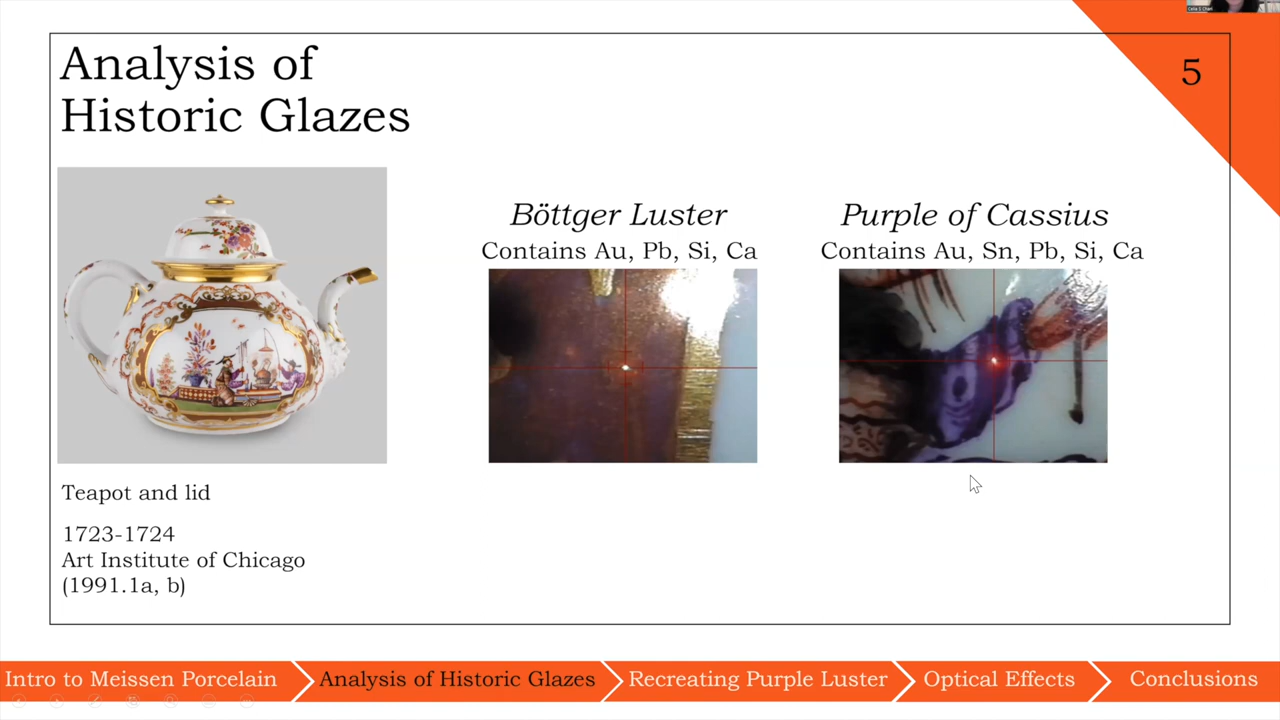 Celia S Chari
5
Analysis of
Historic Glazes
Böttger Luster
Contains Au, Pb, Si, Ca
Purple of Cassius
Contains Au, Sn, Pb, Si, Ca
Teapot and lid
1723-1724
Art Institute of Chicago
(1991.1a, b)
Intro to Meissen Porcelain
Analysis of Historic Glazes
Recreating Purple Luster
Optical Effects
Conclusions